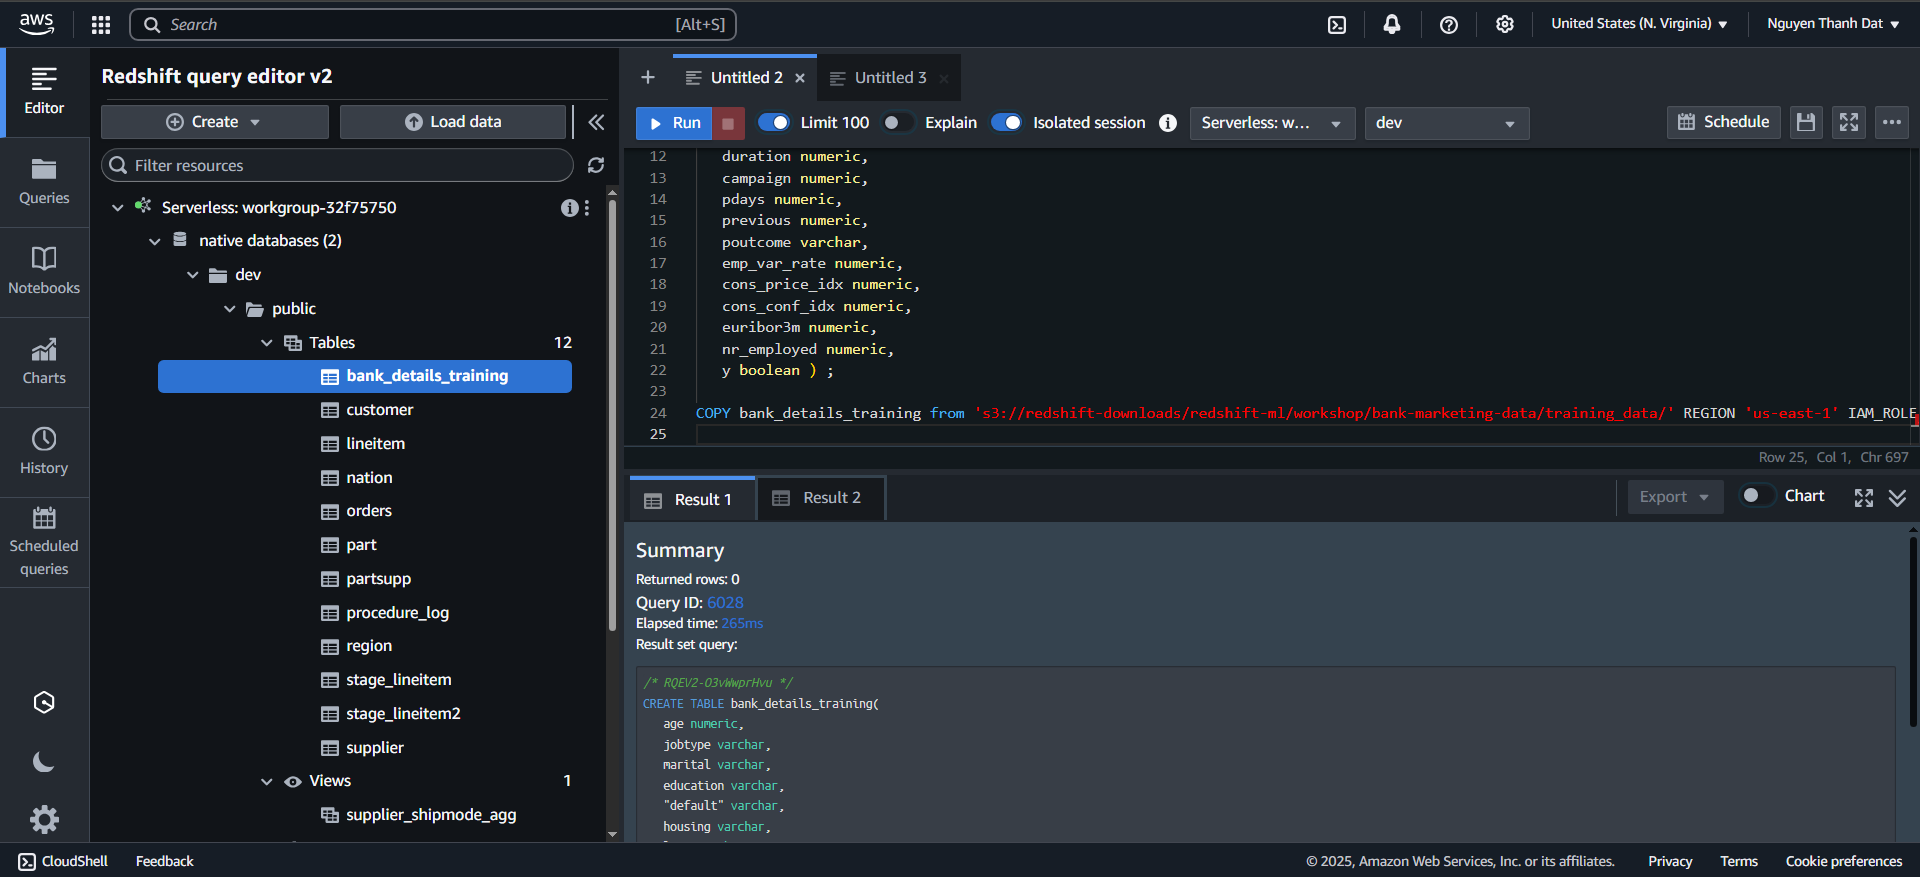 aws
Search [Alt+S]
United States (N. Virginia)
Nguyen Thanh Dat
Editor
Queries
Notebooks
Charts
History
Scheduled
queries
Redshift query editor v2
Create
Load data
Filter resources
Serverless: workgroup-32f75750
native databases (2)
dev
public
Tables 12
bank_details_training
customer
lineitem
nation
orders
part
partsupp
procedure_log
region
stage_lineitem
stage_lineitem2
supplier
Views 1
supplier_shipmode_agg
Untitled 2
Untitled 3
Run
Limit 100
Explain
Isolated session
Serverless: w...
dev
Schedule
12 duration numeric,
13 campaign numeric,
14 pdays numeric,
15 previous numeric,
16 poutcome varchar,
17 emp_var_rate numeric,
18 cons_price_idx numeric,
19 cons_conf_idx numeric,
20 euribor3m numeric,
21 nr_employed numeric,
22 y boolean ) ;
23
24 COPY bank_details_training from 's3://redshift-downloads/redshift-ml/workshop/bank-marketing-data/training_data/' REGION 'us-east-1' IAM_ROLE
25
Row 25, Col 1, Chr 697
Result 1
Result 2
Export
Chart
Summary
Returned rows: 0
Query ID: 6028
Elapsed time: 265ms
Result set query:
/* RQEV2-O3vWwprHvu */
CREATE TABLE bank_details_training(
age numeric,
jobtype varchar,
marital varchar,
education varchar,
"default" varchar,
housing varchar,
CloudShell
Feedback
© 2025, Amazon Web Services, Inc. or its affiliates.
Privacy
Terms
Cookie preferences